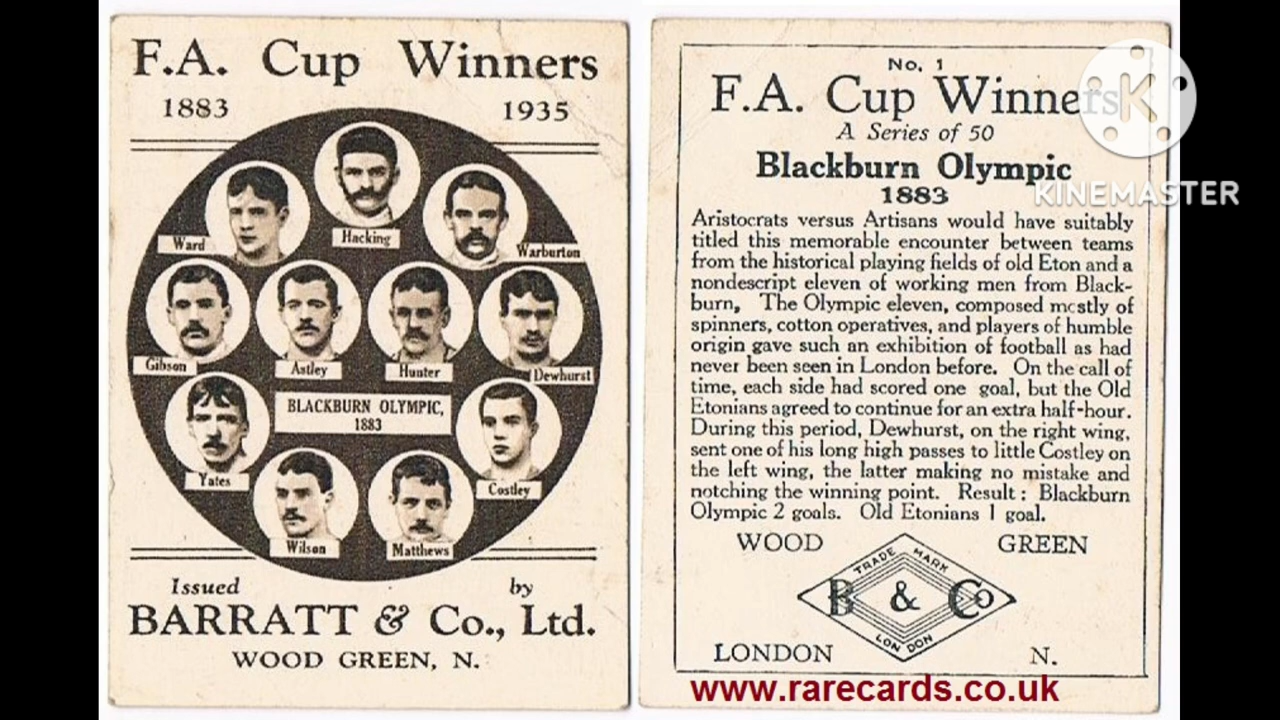 F.A. Cup Winners
1883 1935
Hacking
Ward
Warburton
Gibson
Astley
Hunter
Dewhurst
BLACKBURN OLYMPIC,
1883
Yates
Costley
Wilson
Matthews
Issued by
BARRATT & Co., Ltd.
WOOD GREEN, N.
No. 1
F.A. Cup Winners
A Series of 50
Blackburn Olympic
1883
Aristocrats versus Artisans would have suitably
titled this memorable encounter between teams
from the historical playing fields of old Eton and a
nondescript eleven of working men from Black-
burn, The Olympic eleven, composed mostly of
spinners, cotton operatives, and players of humble
origin gave such an exhibition of football as had
never been seen in London before. On the call of
time, each side had scored one goal, but the Old
Etonians agreed to continue for an extra half-hour.
During this period, Dewhurst, on the right wing,
sent one of his long high passes to little Costley on
the left wing, the latter making no mistake and
notching the winning point. Result : Blackburn
Olympic 2 goals. Old Etonians 1 goal.
WOOD GREEN
TRADE MARK
B & Co
LONDON
LONDON N.
www.rarecards.co.uk
K
KINEMASTER